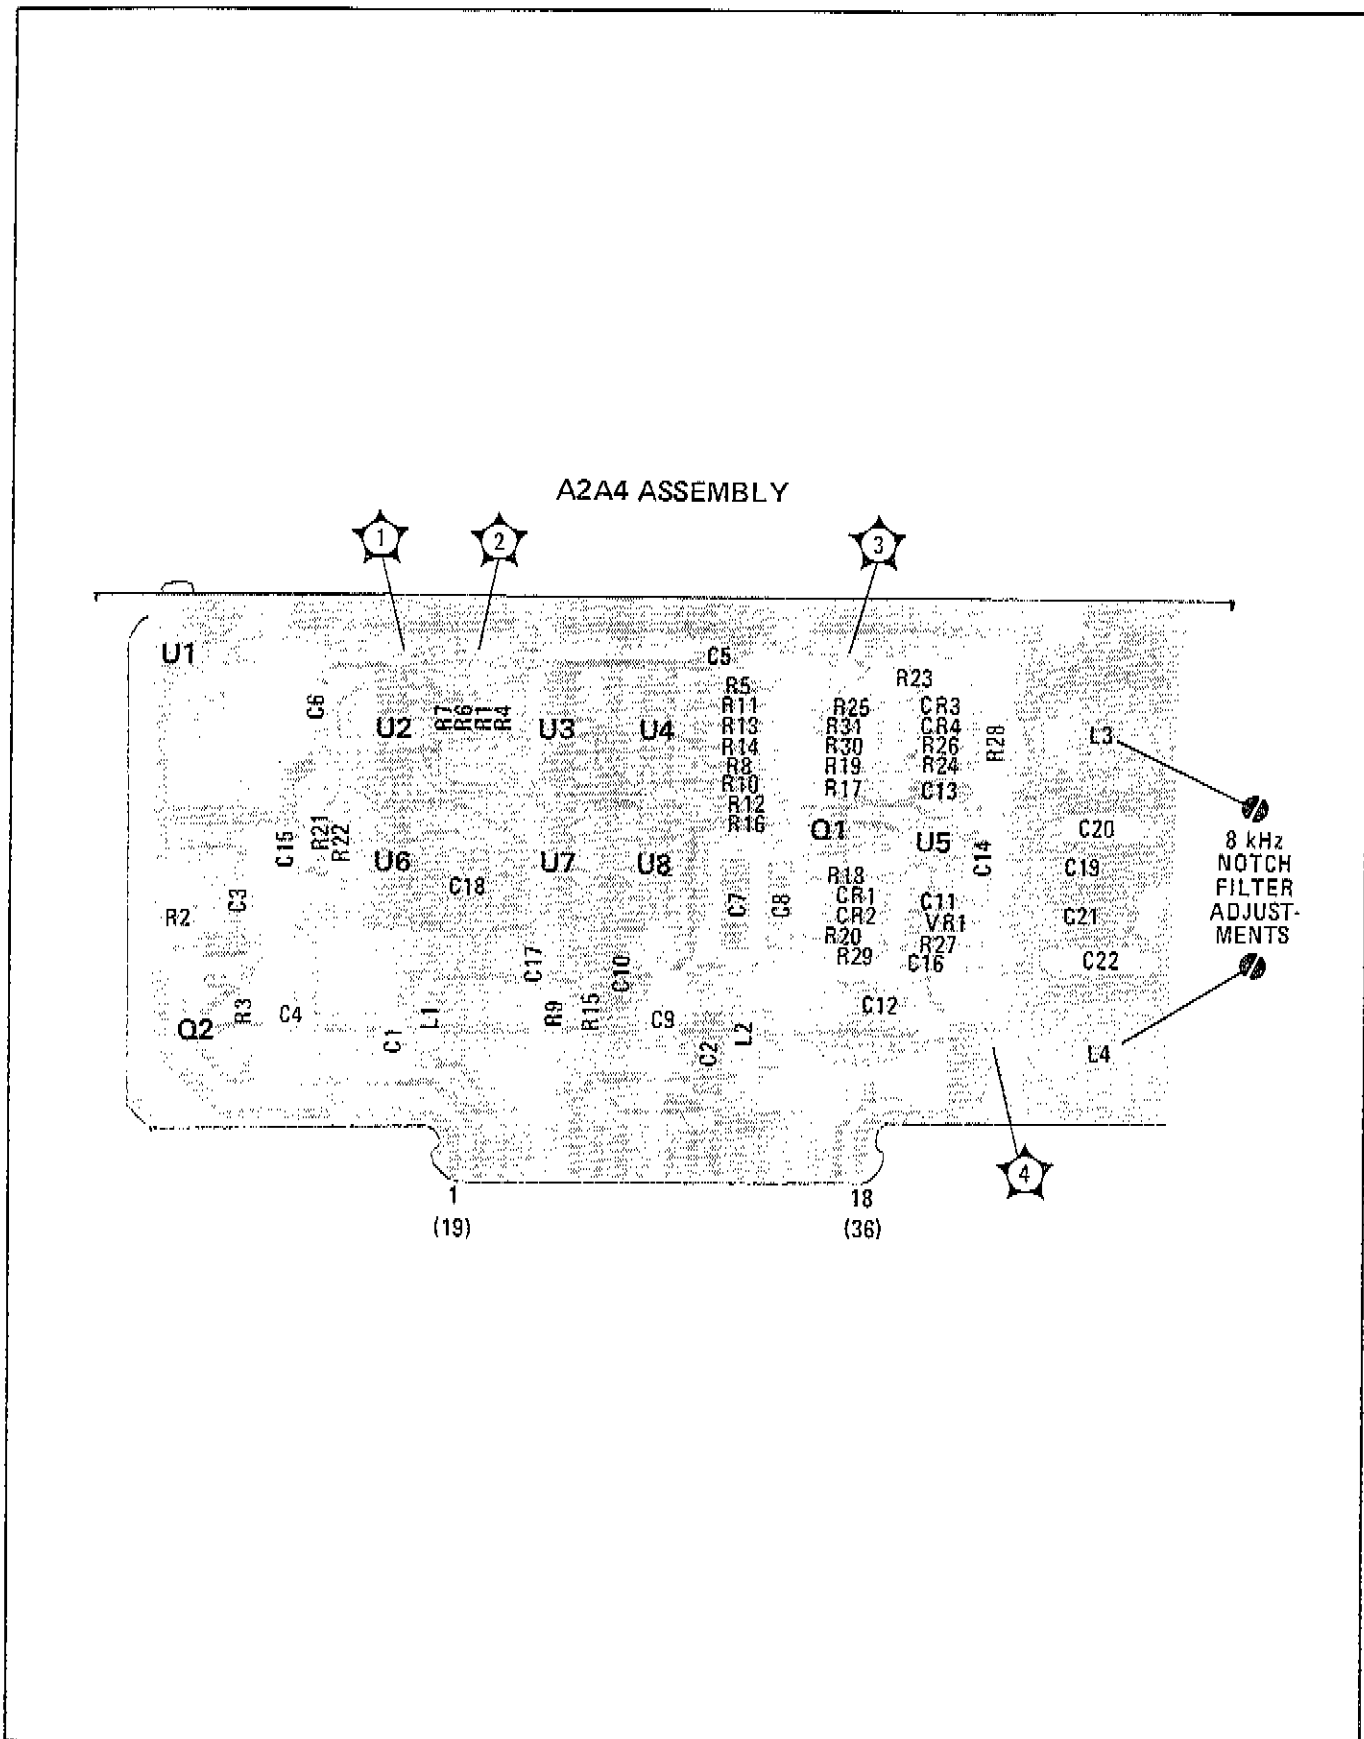 A2A4 ASSEMBLY
1
2
3
U1
C6
U2
R7
R6
R1
R4
U3
U4
C5
R5
R11
R13
R14
R8
R10
R12
R16
R25
R31
R30
R19
R17
Q1
R23
CR3
CR4
R26
R24
C13
U5
R28
L3
C15
R21
R22
U6
C18
U7
U8
C7
C8
R18
CR1
CR2
R20
R29
C11
VR1
R27
C16
C14
C12
C20
C19
C21
C22
8 kHz
NOTCH
FILTER
ADJUST-
MENTS
R2
C3
Q2
R3
C4
C1
L1
C17
R9
R15
C10
C9
C2
L2
L4
4
1
(19)
18
(36)